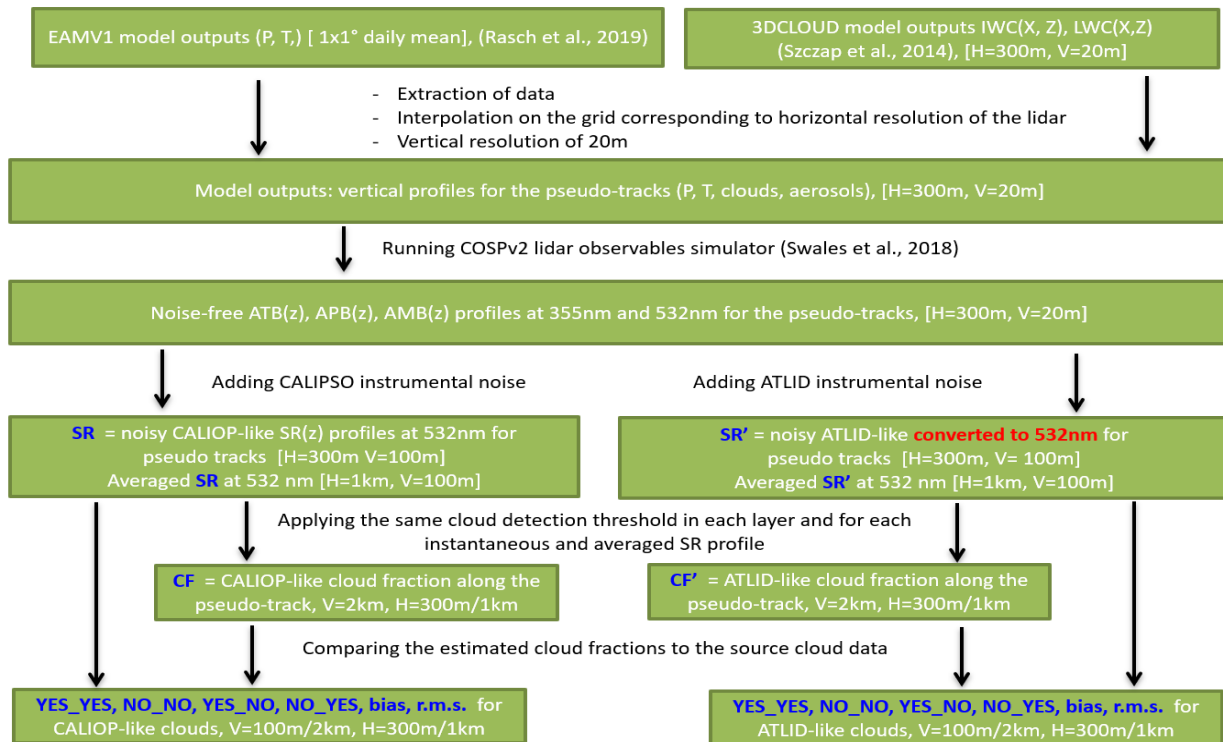 EAMV1 model outputs (P, T,) [ 1x1° daily mean], (Rasch et al., 2019)
3DCLOUD model outputs IWC(X, Z), LWC(X,Z)
(Szczap et al., 2014), [H=300m, V=20m]
- Extraction of data
- Interpolation on the grid corresponding to horizontal resolution of the lidar
- Vertical resolution of 20m
Model outputs: vertical profiles for the pseudo-tracks (P, T, clouds, aerosols), [H=300m, V=20m]
Running COSPv2 lidar observables simulator (Swales et al., 2018)
Noise-free ATB(z), APB(z), AMB(z) profiles at 355nm and 532nm for the pseudo-tracks, [H=300m, V=20m]
Adding CALIPSO instrumental noise
Adding ATLID instrumental noise
SR = noisy CALIOP-like SR(z) profiles at 532nm for
pseudo tracks [H=300m V=100m]
Averaged SR at 532 nm [H=1km, V=100m]
SR’ = noisy ATLID-like converted to 532nm for
pseudo tracks [H=300m, V= 100m]
Averaged SR’ at 532 nm [H=1km, V=100m]
Applying the same cloud detection threshold in each layer and for each
instantaneous and averaged SR profile
CF = CALIOP-like cloud fraction along the
pseudo-track, V=2km, H=300m/1km
CF’ = ATLID-like cloud fraction along the
pseudo-track, V=2km, H=300m/1km
Comparing the estimated cloud fractions to the source cloud data
YES_YES, NO_NO, YES_NO, NO_YES, bias, r.m.s. for
CALIOP-like clouds, V=100m/2km, H=300m/1km
YES_YES, NO_NO, YES_NO, NO_YES, bias, r.m.s. for
ATLID-like clouds, V=100m/2km, H=300m/1km